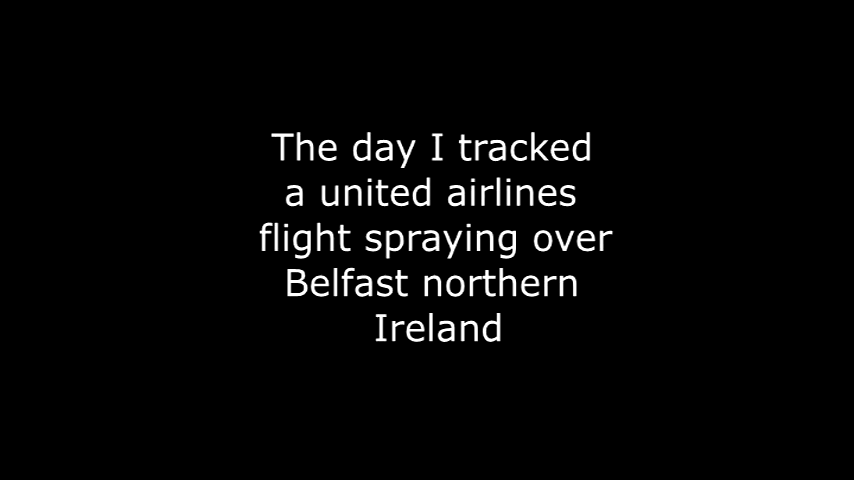 The day I tracked
a united airlines
flight spraying over
Belfast northern
Ireland